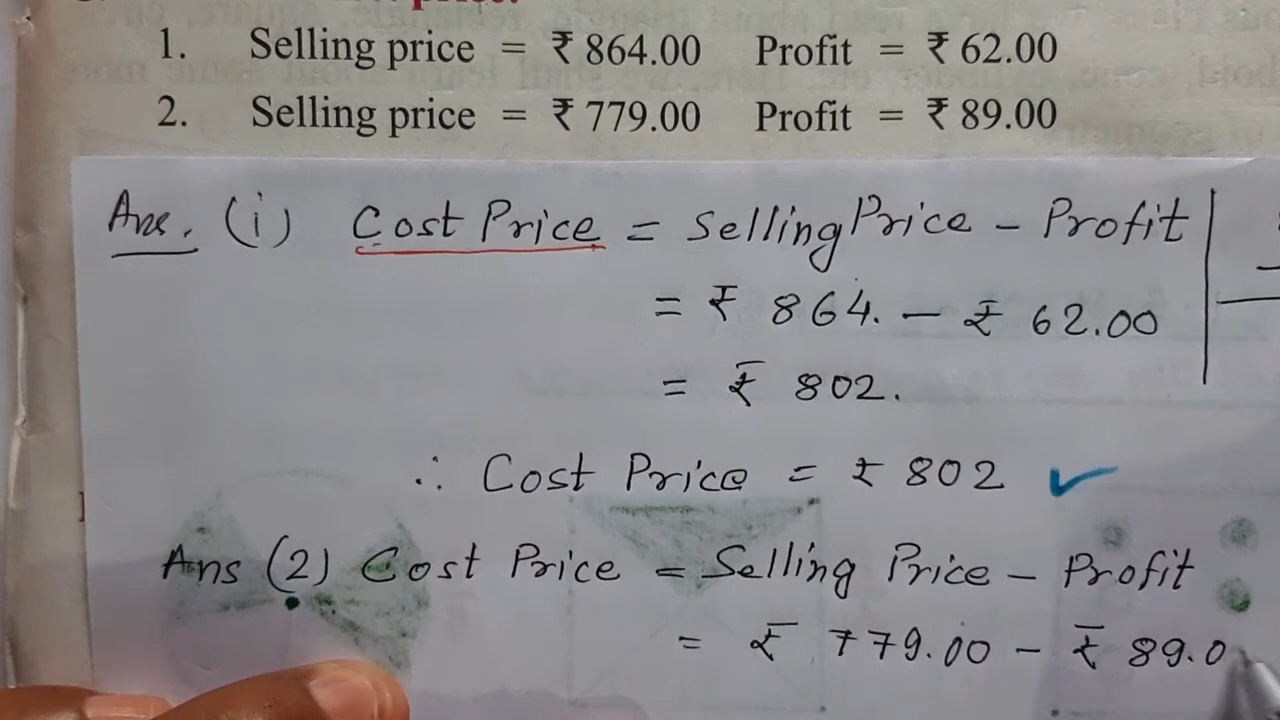 price.
1. Selling price = ₹ 864.00 Profit = ₹ 62.00
2. Selling price = ₹ 779.00 Profit = ₹ 89.00
Ans. (i) Cost Price = Selling Price - Profit
= ₹ 864. - ₹ 62.00
= ₹ 802.
∴ Cost Price = ₹ 802 ✓
Ans (2) Cost Price = Selling Price - Profit
= ₹ 779.00 - ₹ 89.0